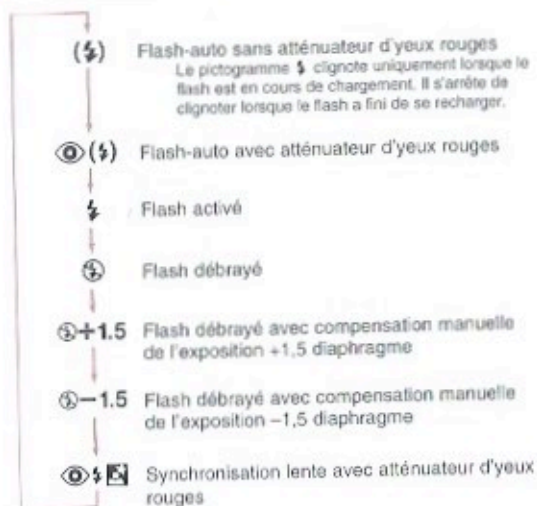 (⚡) Flash-auto sans atténuateur d'yeux rouges
Le pictogramme ⚡ clignote uniquement lorsque le
flash est en cours de chargement. Il s'arrête de
clignoter lorsque le flash a fini de se recharger.
(⚡) Flash-auto avec atténuateur d'yeux rouges
Flash activé
Flash débrayé
+1.5 Flash débrayé avec compensation manuelle
de l'exposition +1,5 diaphragme
−1.5 Flash débrayé avec compensation manuelle
de l'exposition −1,5 diaphragme
Synchronisation lente avec atténuateur d'yeux
rouges